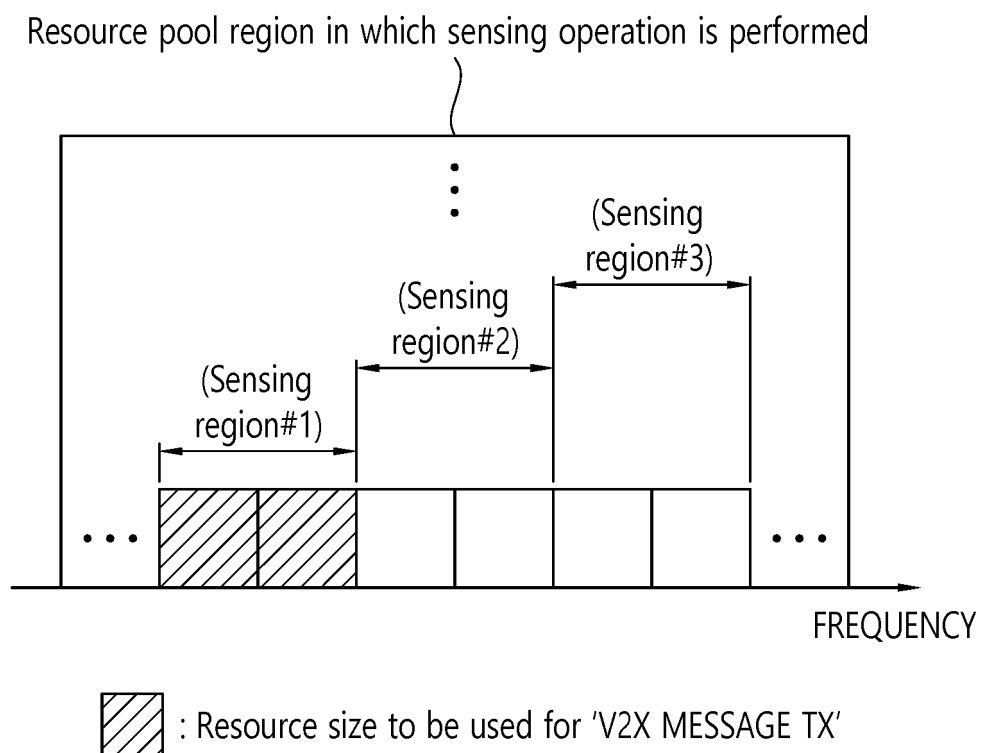 Resource pool region in which sensing operation is performed
(Sensing
region#3)
(Sensing
region#2)
(Sensing
region#1)
FREQUENCY
: Resource size to be used for 'V2X MESSAGE TX'